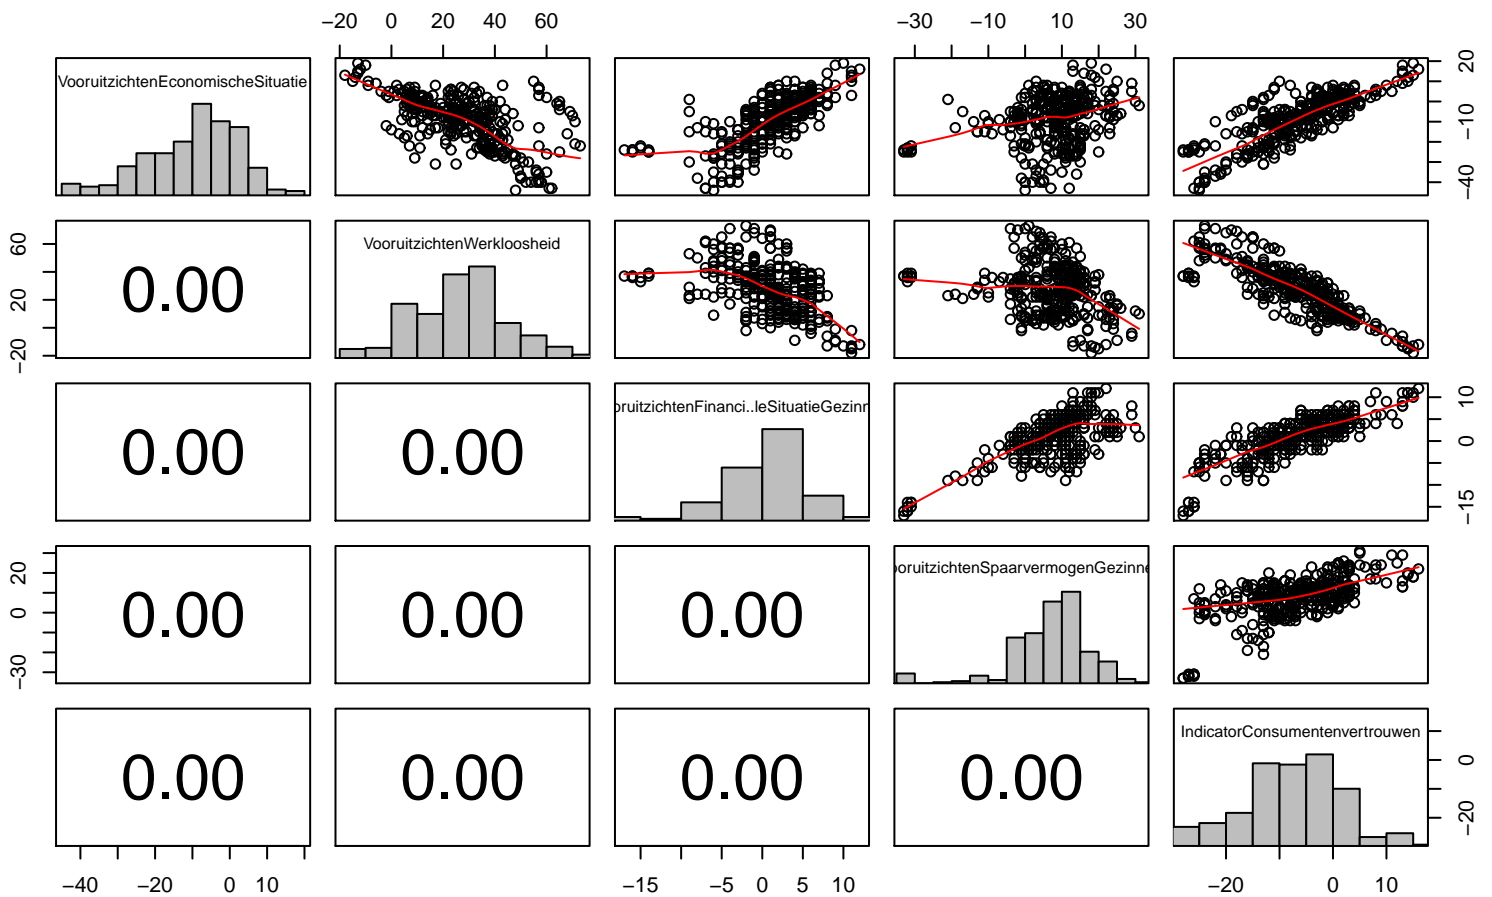 −20 0 20 40 60
−30 −10 10 30
VooruitzichtenEconomischeSituatie
20
−10
−40
60
20
−20
0.00
VooruitzichtenWerkloosheid
0.00
0.00
oruitzichtenFinanci..leSituatieGezinn
10
0
−15
20
0
−30
0.00
0.00
0.00
ooruitzichtenSpaarvermogenGezinne
0.00
0.00
0.00
0.00
IndicatorConsumentenvertrouwen
0
−20
−40 −20 0 10
−15 −5 0 5 10
−20 0 10